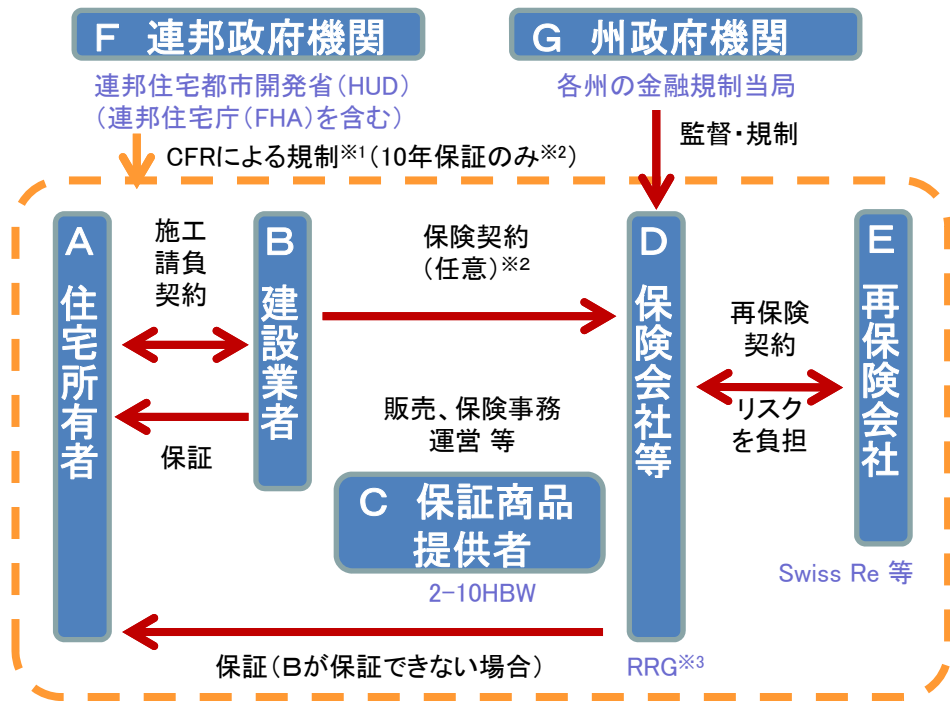 F 連邦政府機関
連邦住宅都市開発省(HUD)
(連邦住宅庁(FHA)を含む)
G 州政府機関
各州の金融規制当局
CFRによる規制※1(10年保証のみ※2)
監督・規制
A 住宅所有者
施工
請負
契約
保証
B 建設業者
保険契約
(任意)※2
販売、保険事務
運営 等
C 保証商品
提供者
2-10HBW
D 保険会社等
RRG※3
再保険
契約
リスク
を負担
E 再保険会社
Swiss Re 等
保証(Bが保証できない場合)